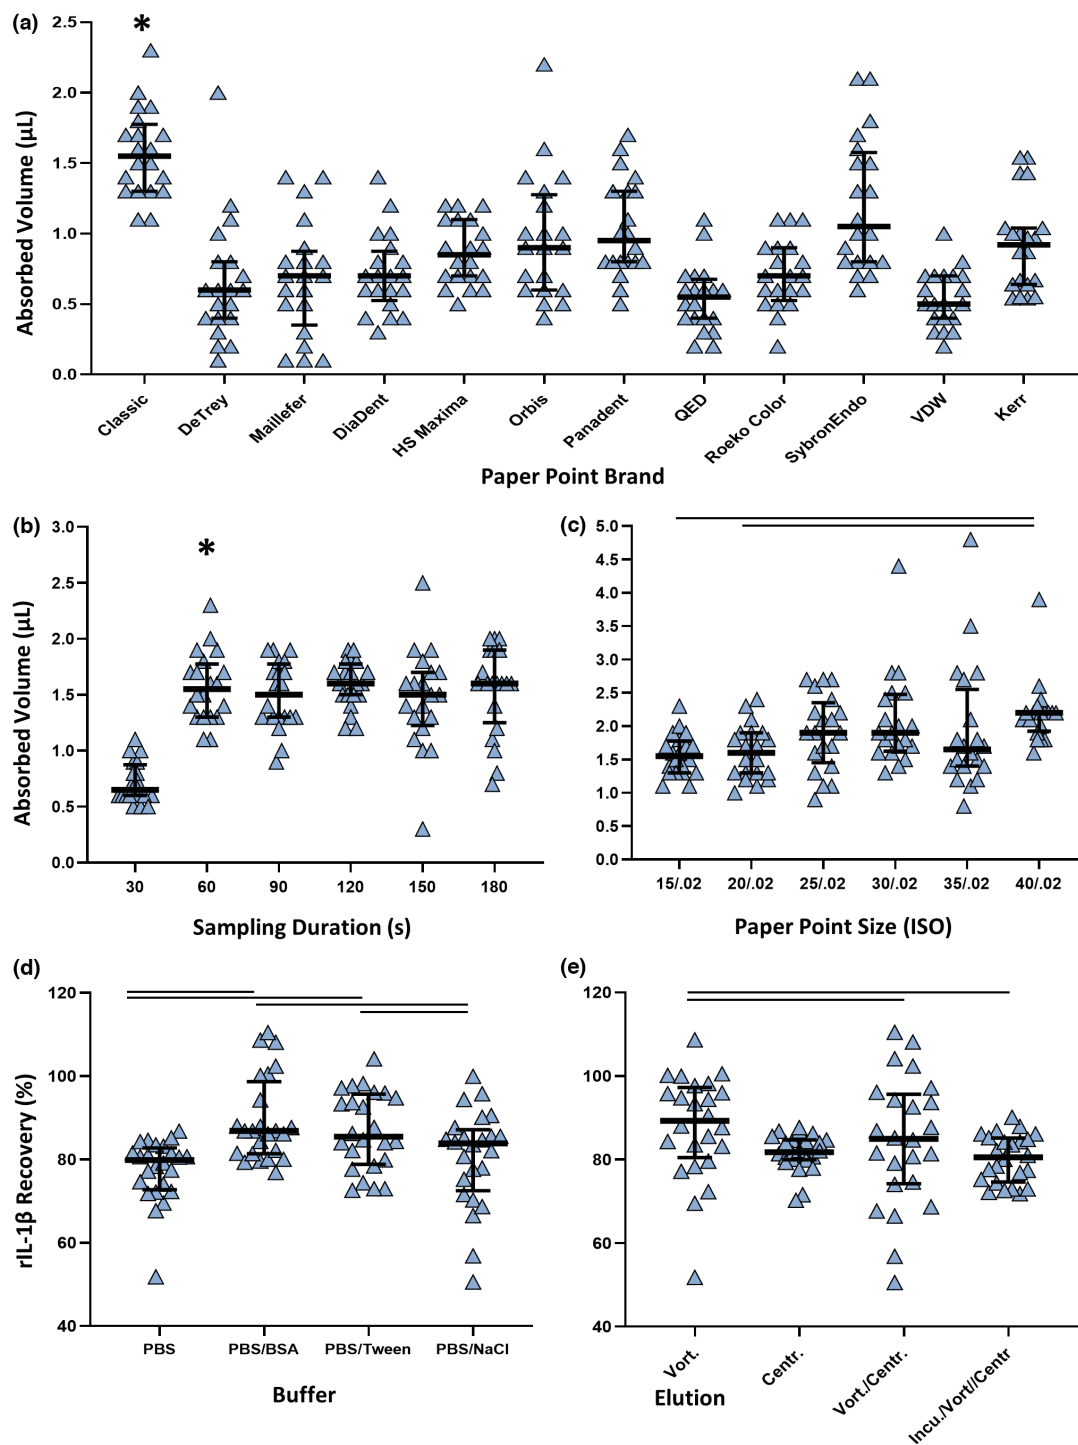 (a)
*
Absorbed Volume (µL)
2.5
2.0
1.5
1.0
0.5
0.0
Classic
DeTrey
Maillefer
DiaDent
HS Maxima
Orbis
Panadent
QED
Roeko Color
SybronEndo
VDW
Kerr
Paper Point Brand
(b)
*
Absorbed Volume (µL)
3.0
2.5
2.0
1.5
1.0
0.5
0.0
30 60 90 120 150 180
Sampling Duration (s)
(c)
5.0
4.5
4.0
3.5
3.0
2.5
2.0
1.5
1.0
0.5
0.0
15/.02 20/.02 25/.02 30/.02 35/.02 40/.02
Paper Point Size (ISO)
(d)
rIL-1β Recovery (%)
120
100
80
60
40
PBS PBS/BSA PBS/Tween PBS/NaCl
Buffer
(e)
120
100
80
60
40
Vort.
Centr.
Vort./Centr.
Incu./Vort//Centr
Elution